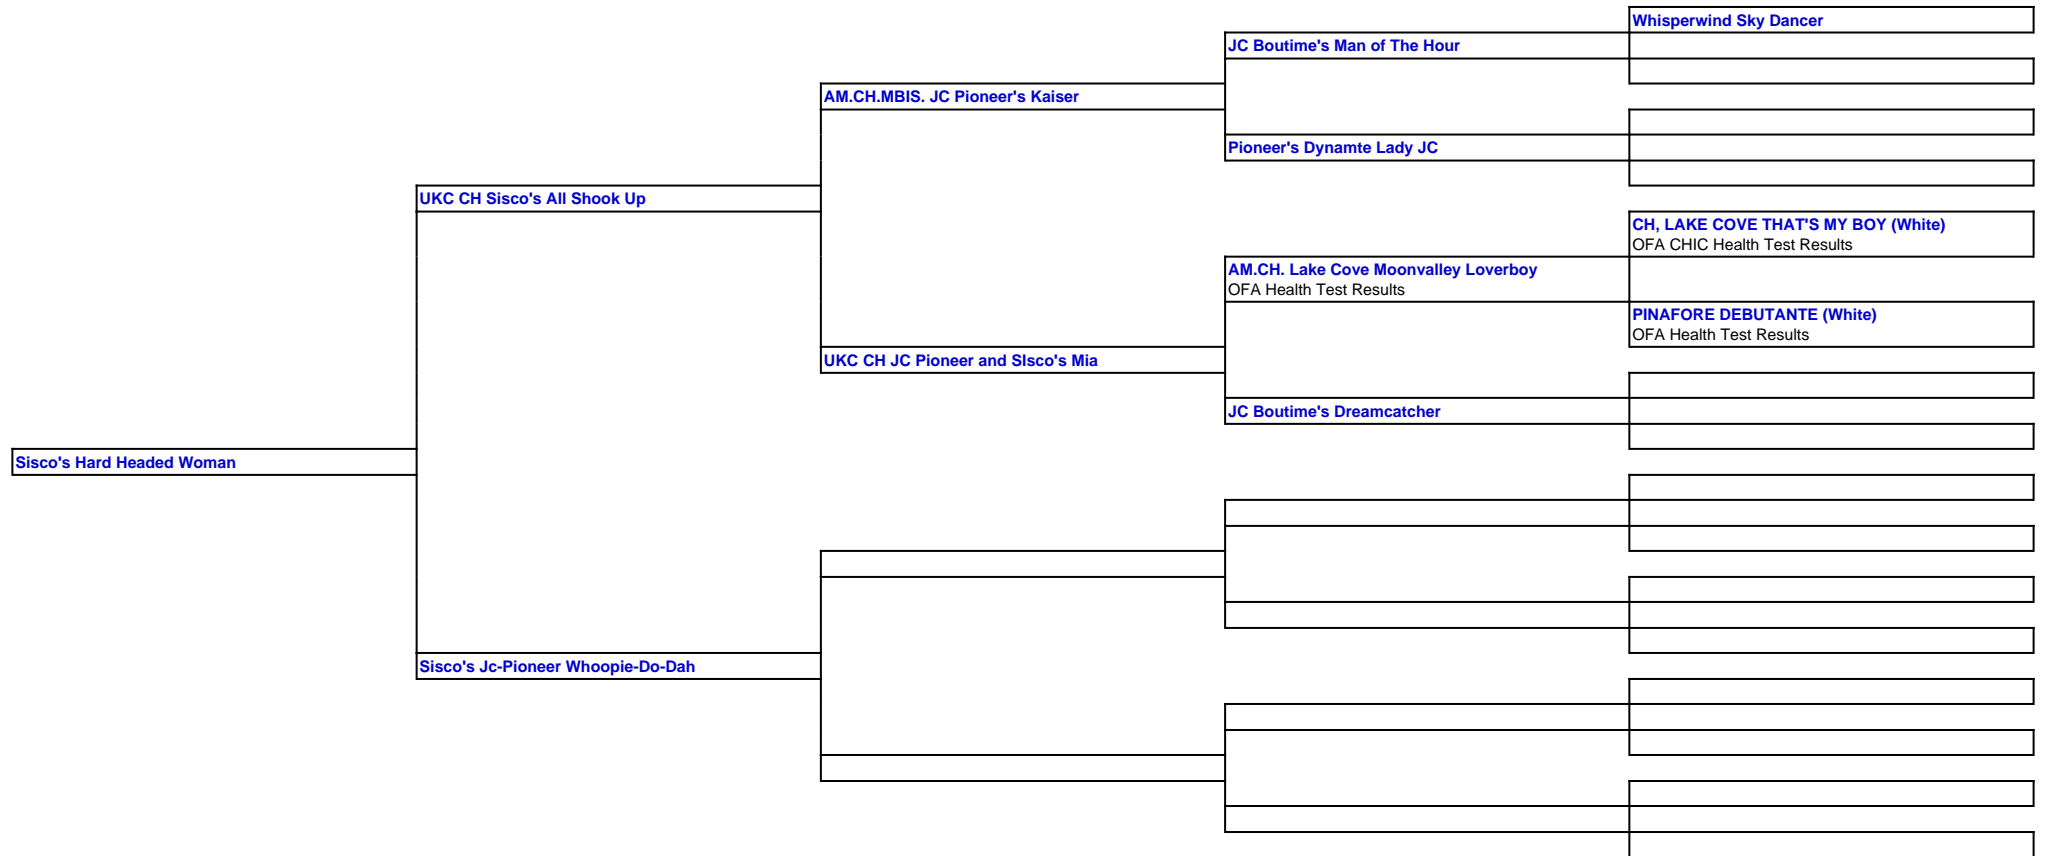 Whisperwind Sky Dancer
JC Boutime's Man of The Hour
AM.CH.MBIS. JC Pioneer's Kaiser
Pioneer's Dynamte Lady JC
UKC CH Sisco's All Shook Up
CH, LAKE COVE THAT'S MY BOY (White)
OFA CHIC Health Test Results
AM.CH. Lake Cove Moonvalley Loverboy
OFA Health Test Results
PINAFORE DEBUTANTE (White)
OFA Health Test Results
UKC CH JC Pioneer and SIsco's Mia
JC Boutime's Dreamcatcher
Sisco's Hard Headed Woman
Sisco's Jc-Pioneer Whoopie-Do-Dah